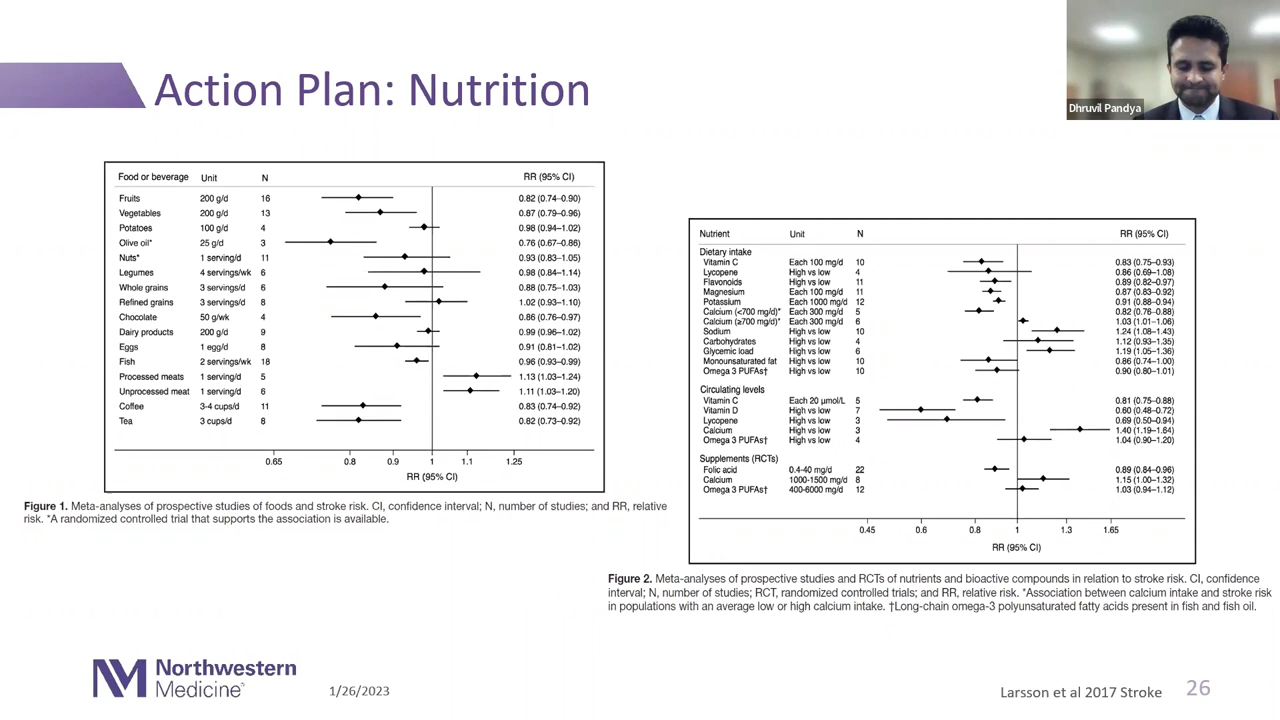 Dhruvil Pandya
Action Plan: Nutrition
Food or beverage Unit N RR (95% CI)
Fruits 200 g/d 16 0.82 (0.74–0.90)
Vegetables 200 g/d 13 0.87 (0.79–0.96)
Potatoes 100 g/d 4 0.98 (0.94–1.02)
Olive oil* 25 g/d 3 0.76 (0.67–0.86)
Nuts* 1 serving/d 11 0.93 (0.83–1.05)
Legumes 4 servings/wk 6 0.98 (0.84–1.14)
Whole grains 3 servings/d 6 0.88 (0.75–1.03)
Refined grains 3 servings/d 8 1.02 (0.93–1.10)
Chocolate 50 g/wk 4 0.86 (0.76–0.97)
Dairy products 200 g/d 9 0.99 (0.96–1.02)
Eggs 1 egg/d 8 0.91 (0.81–1.02)
Fish 2 servings/wk 18 0.96 (0.93–0.99)
Processed meats 1 serving/d 5 1.13 (1.03–1.24)
Unprocessed meat 1 serving/d 6 1.11 (1.03–1.20)
Coffee 3-4 cups/d 11 0.83 (0.74–0.92)
Tea 3 cups/d 8 0.82 (0.73–0.92)
0.65 0.8 0.9 1 1.1 1.25
RR (95% CI)
Figure 1. Meta-analyses of prospective studies of foods and stroke risk. CI, confidence interval; N, number of studies; and RR, relative
risk. *A randomized controlled trial that supports the association is available.
Nutrient Unit N RR (95% CI)
Dietary intake
Vitamin C Each 100 mg/d 10 0.83 (0.75–0.93)
Lycopene High vs low 4 0.86 (0.69–1.08)
Flavonoids High vs low 11 0.89 (0.82–0.97)
Magnesium Each 100 mg/d 11 0.87 (0.83–0.92)
Potassium Each 1000 mg/d 12 0.91 (0.88–0.94)
Calcium (<700 mg/d)* Each 300 mg/d 5 0.82 (0.76–0.88)
Calcium (≥700 mg/d)* Each 300 mg/d 6 1.03 (1.01–1.06)
Sodium High vs low 10 1.24 (1.08–1.43)
Carbohydrates High vs low 4 1.12 (0.93–1.35)
Glycemic load High vs low 6 1.19 (1.05–1.36)
Monounsaturated fat High vs low 10 0.86 (0.74–1.00)
Omega 3 PUFAs† High vs low 10 0.90 (0.80–1.01)
Circulating levels
Vitamin C Each 20 µmol/L 5 0.81 (0.75–0.88)
Vitamin D High vs low 7 0.60 (0.48–0.72)
Lycopene High vs low 3 0.69 (0.50–0.94)
Calcium High vs low 3 1.40 (1.19–1.64)
Omega 3 PUFAs† High vs low 4 1.04 (0.90–1.20)
Supplements (RCTs)
Folic acid 0.4-40 mg/d 22 0.89 (0.84–0.96)
Calcium 1000-1500 mg/d 8 1.15 (1.00–1.32)
Omega 3 PUFAs† 400-6000 mg/d 12 1.03 (0.94–1.12)
0.45 0.6 0.8 1 1.3 1.65
RR (95% CI)
Figure 2. Meta-analyses of prospective studies and RCTs of nutrients and bioactive compounds in relation to stroke risk. CI, confidence
interval; N, number of studies; RCT, randomized controlled trials; and RR, relative risk. *Association between calcium intake and stroke risk
in populations with an average low or high calcium intake. †Long-chain omega-3 polyunsaturated fatty acids present in fish and fish oil.
Northwestern
Medicine
1/26/2023
Larsson et al 2017 Stroke
26